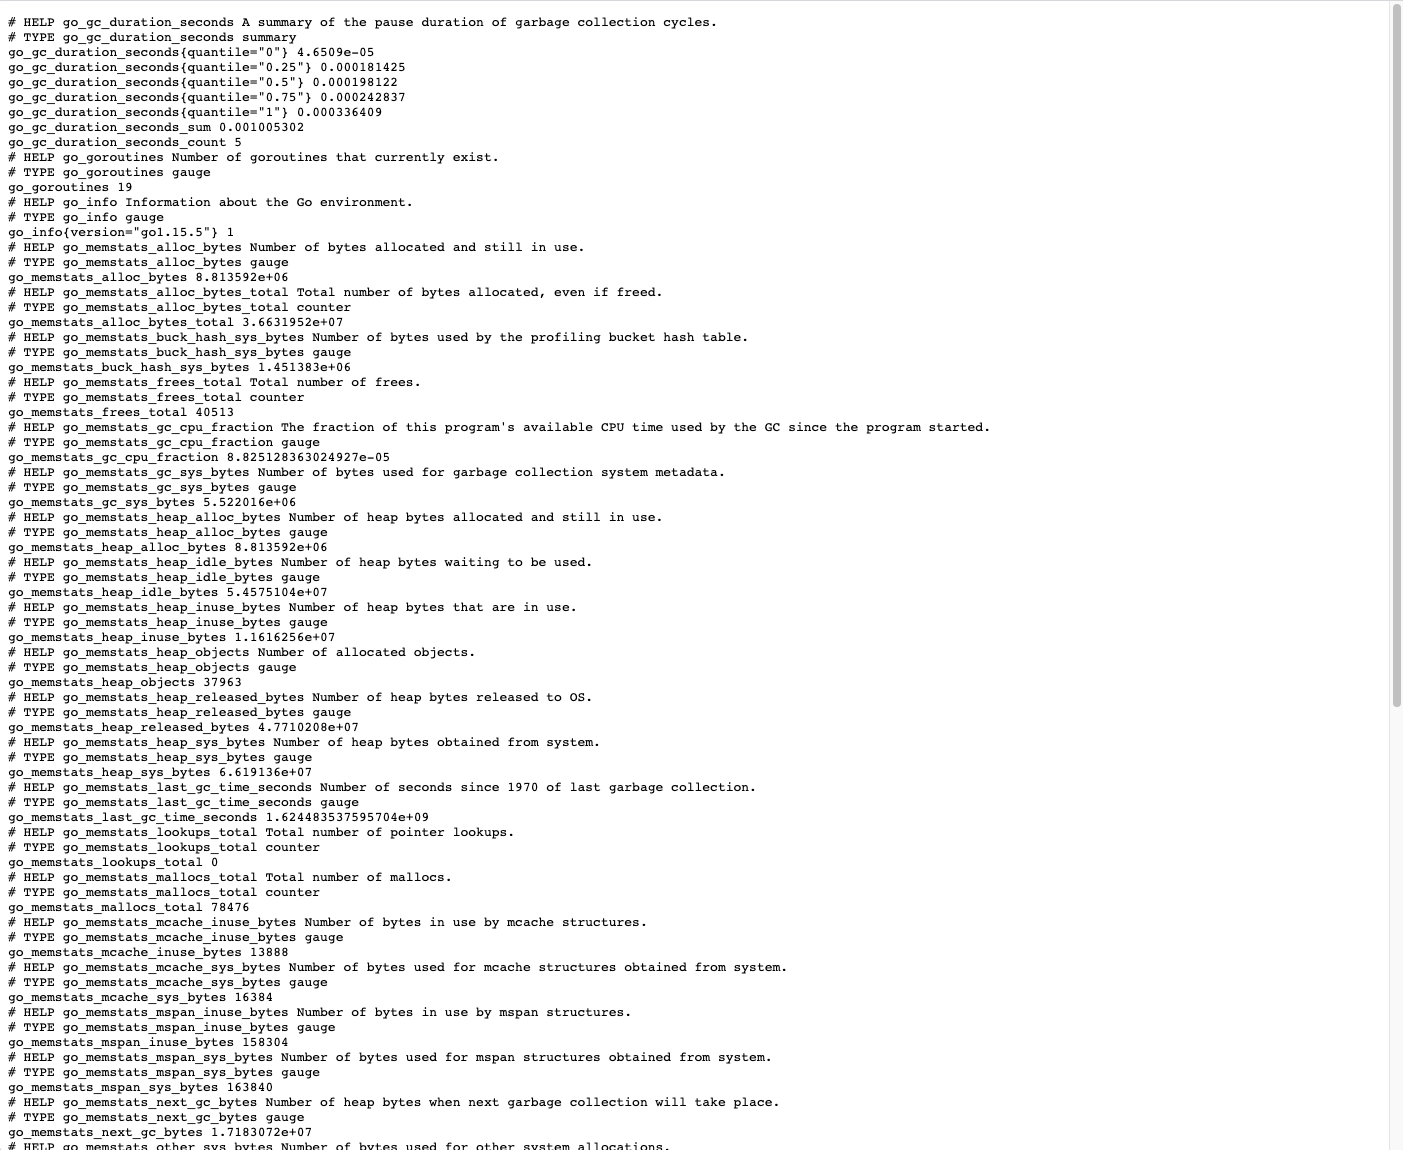 # HELP go_gc_duration_seconds A summary of the pause duration of garbage collection cycles.
# TYPE go_gc_duration_seconds summary
go_gc_duration_seconds{quantile="0"} 4.6509e-05
go_gc_duration_seconds{quantile="0.25"} 0.000181425
go_gc_duration_seconds{quantile="0.5"} 0.000198122
go_gc_duration_seconds{quantile="0.75"} 0.000242837
go_gc_duration_seconds{quantile="1"} 0.000336409
go_gc_duration_seconds_sum 0.001005302
go_gc_duration_seconds_count 5
# HELP go_goroutines Number of goroutines that currently exist.
# TYPE go_goroutines gauge
go_goroutines 19
# HELP go_info Information about the Go environment.
# TYPE go_info gauge
go_info{version="go1.15.5"} 1
# HELP go_memstats_alloc_bytes Number of bytes allocated and still in use.
# TYPE go_memstats_alloc_bytes gauge
go_memstats_alloc_bytes 8.813592e+06
# HELP go_memstats_alloc_bytes_total Total number of bytes allocated, even if freed.
# TYPE go_memstats_alloc_bytes_total counter
go_memstats_alloc_bytes_total 3.6631952e+07
# HELP go_memstats_buck_hash_sys_bytes Number of bytes used by the profiling bucket hash table.
# TYPE go_memstats_buck_hash_sys_bytes gauge
go_memstats_buck_hash_sys_bytes 1.451383e+06
# HELP go_memstats_frees_total Total number of frees.
# TYPE go_memstats_frees_total counter
go_memstats_frees_total 40513
# HELP go_memstats_gc_cpu_fraction The fraction of this program's available CPU time used by the GC since the program started.
# TYPE go_memstats_gc_cpu_fraction gauge
go_memstats_gc_cpu_fraction 8.825128363024927e-05
# HELP go_memstats_gc_sys_bytes Number of bytes used for garbage collection system metadata.
# TYPE go_memstats_gc_sys_bytes gauge
go_memstats_gc_sys_bytes 5.522016e+06
# HELP go_memstats_heap_alloc_bytes Number of heap bytes allocated and still in use.
# TYPE go_memstats_heap_alloc_bytes gauge
go_memstats_heap_alloc_bytes 8.813592e+06
# HELP go_memstats_heap_idle_bytes Number of heap bytes waiting to be used.
# TYPE go_memstats_heap_idle_bytes gauge
go_memstats_heap_idle_bytes 5.4575104e+07
# HELP go_memstats_heap_inuse_bytes Number of heap bytes that are in use.
# TYPE go_memstats_heap_inuse_bytes gauge
go_memstats_heap_inuse_bytes 1.1616256e+07
# HELP go_memstats_heap_objects Number of allocated objects.
# TYPE go_memstats_heap_objects gauge
go_memstats_heap_objects 37963
# HELP go_memstats_heap_released_bytes Number of heap bytes released to OS.
# TYPE go_memstats_heap_released_bytes gauge
go_memstats_heap_released_bytes 4.7710208e+07
# HELP go_memstats_heap_sys_bytes Number of heap bytes obtained from system.
# TYPE go_memstats_heap_sys_bytes gauge
go_memstats_heap_sys_bytes 6.619136e+07
# HELP go_memstats_last_gc_time_seconds Number of seconds since 1970 of last garbage collection.
# TYPE go_memstats_last_gc_time_seconds gauge
go_memstats_last_gc_time_seconds 1.624483537595704e+09
# HELP go_memstats_lookups_total Total number of pointer lookups.
# TYPE go_memstats_lookups_total counter
go_memstats_lookups_total 0
# HELP go_memstats_mallocs_total Total number of mallocs.
# TYPE go_memstats_mallocs_total counter
go_memstats_mallocs_total 78476
# HELP go_memstats_mcache_inuse_bytes Number of bytes in use by mcache structures.
# TYPE go_memstats_mcache_inuse_bytes gauge
go_memstats_mcache_inuse_bytes 13888
# HELP go_memstats_mcache_sys_bytes Number of bytes used for mcache structures obtained from system.
# TYPE go_memstats_mcache_sys_bytes gauge
go_memstats_mcache_sys_bytes 16384
# HELP go_memstats_mspan_inuse_bytes Number of bytes in use by mspan structures.
# TYPE go_memstats_mspan_inuse_bytes gauge
go_memstats_mspan_inuse_bytes 158304
# HELP go_memstats_mspan_sys_bytes Number of bytes used for mspan structures obtained from system.
# TYPE go_memstats_mspan_sys_bytes gauge
go_memstats_mspan_sys_bytes 163840
# HELP go_memstats_next_gc_bytes Number of heap bytes when next garbage collection will take place.
# TYPE go_memstats_next_gc_bytes gauge
go_memstats_next_gc_bytes 1.7183072e+07
# HELP go_memstats_other_sys_bytes Number of bytes used for other system allocations.